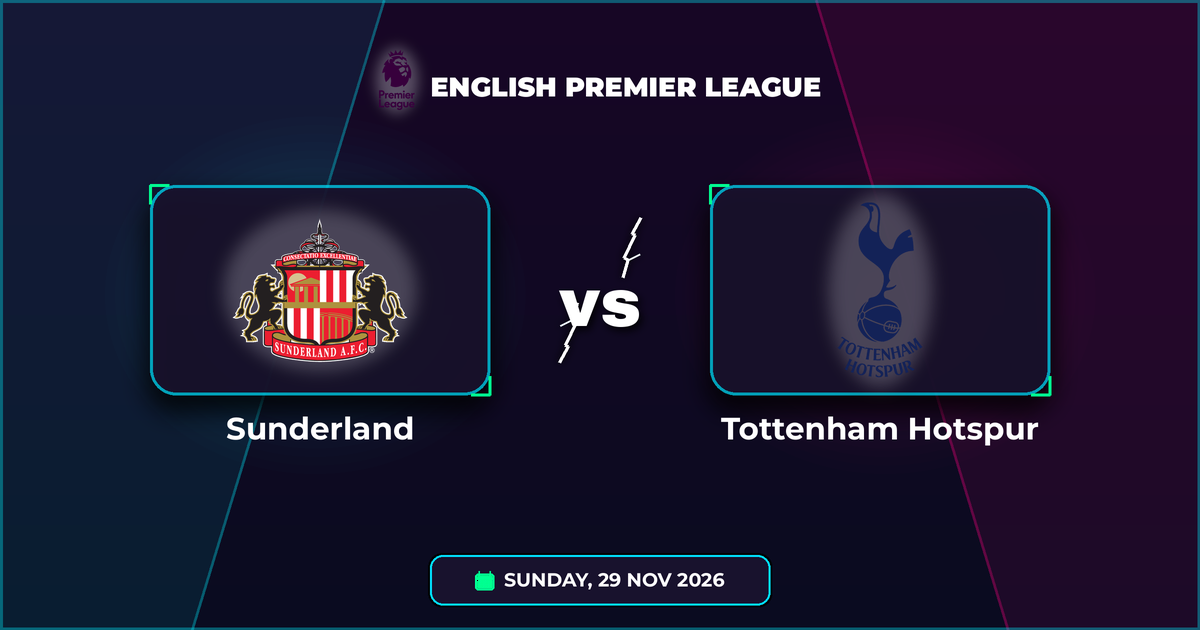 Premier
League
ENGLISH PREMIER LEAGUE
CONSECTATIO EXCELLENTIAE
SUNDERLAND A.F.C.
®
VS
TOTTENHAM
HOTSPUR
Sunderland
Tottenham Hotspur
SUNDAY, 29 NOV 2026